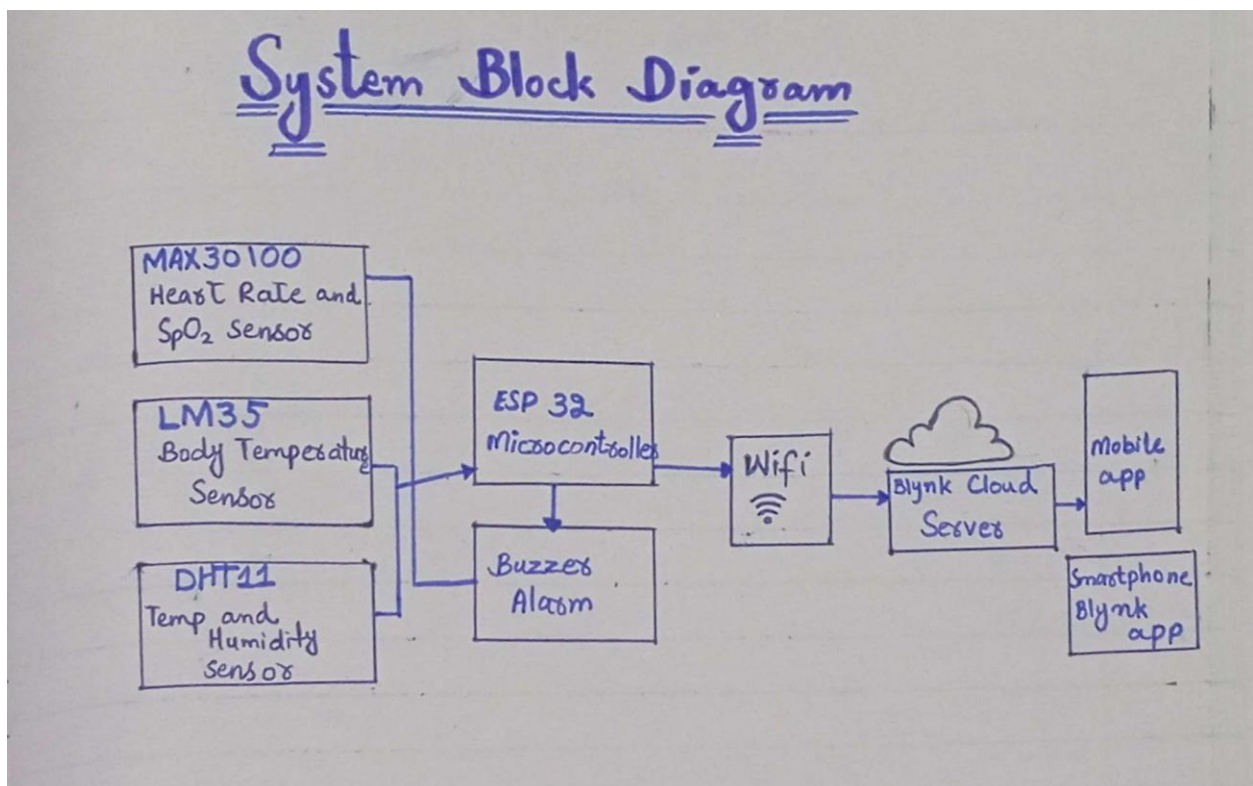 System Block Diagram
MAX30100
Heart Rate and
SpO₂ sensor
LM35
Body Temperature
Sensor
DHT11
Temp and
Humidity
sensor
ESP 32
Microcontroller
Buzzer
Alarm
Wifi
Blynk Cloud
Server
Mobile
app
Smartphone
Blynk
app